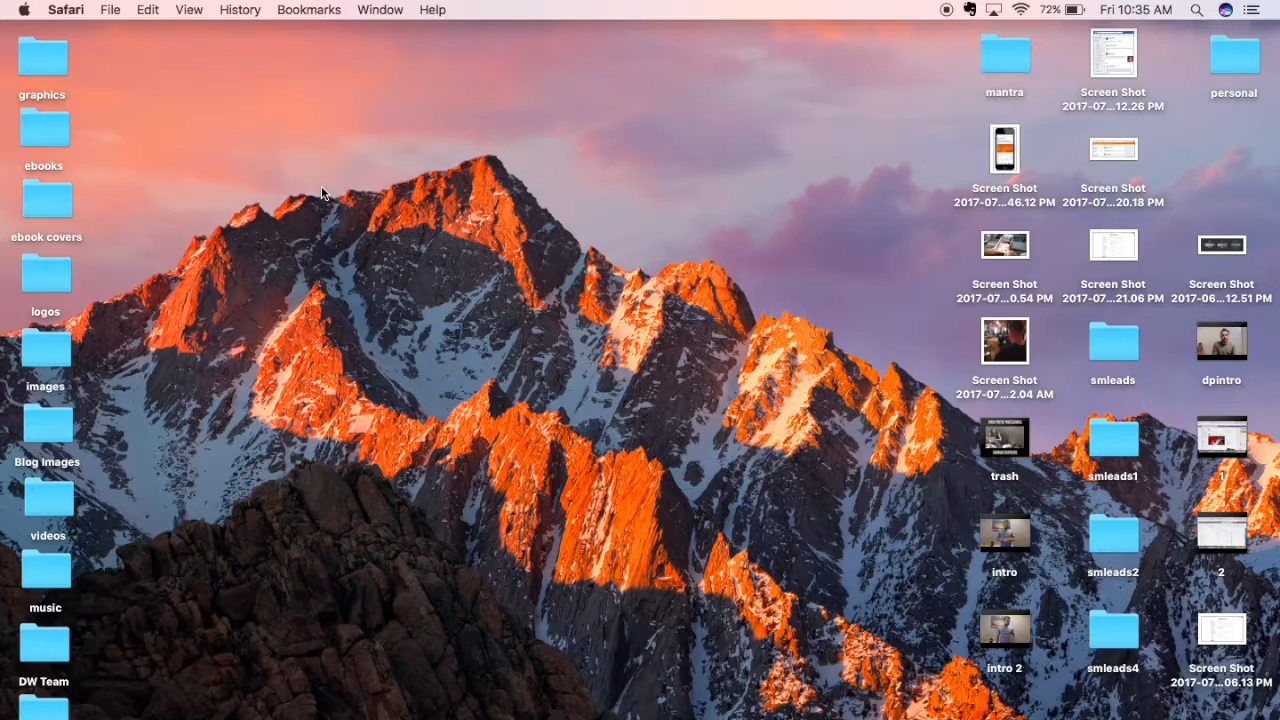 Safari File Edit View History Bookmarks Window Help 72% Fri 10:35 AM
graphics
ebooks
ebook covers
logos
images
Blog Images
videos
music
DW Team
mantra
Screen Shot
2017-07...46.12 PM
Screen Shot
2017-07...0.54 PM
Screen Shot
2017-07...2.04 AM
trash
intro
intro 2
Screen Shot
2017-07...12.26 PM
Screen Shot
2017-07...20.18 PM
Screen Shot
2017-07...21.06 PM
smleads
smleads1
smleads2
smleads4
personal
Screen Shot
2017-06...12.51 PM
dpintro
1
2
Screen Shot
2017-07...06.13 PM